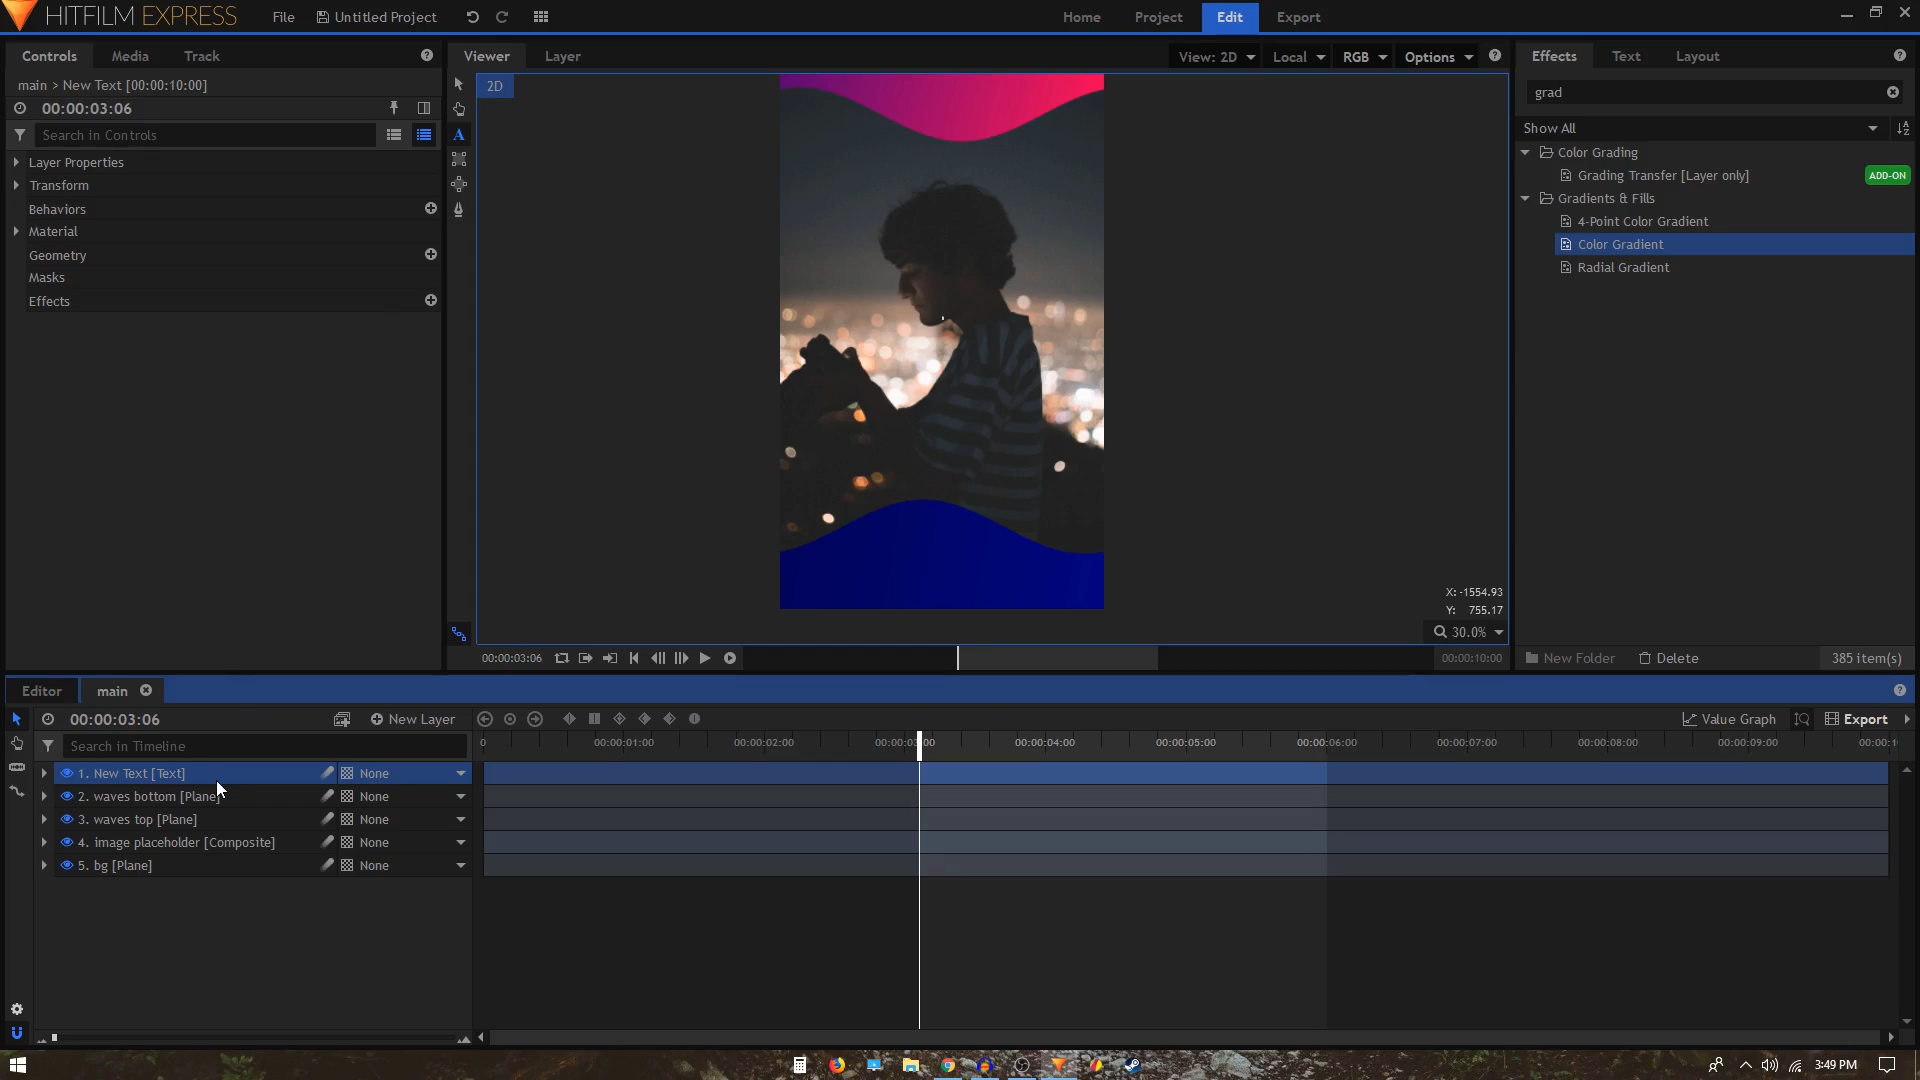 HITFILM EXPRESS
File
Untitled Project
Home
Project
Edit
Export
Controls
Media
Track
Viewer
Layer
View: 2D
Local
RGB
Options
Effects
Text
Layout
main > New Text [00:00:10:00]
2D
grad
00:00:03:06
Search in Controls
Show All
Color Grading
Layer Properties
Grading Transfer [Layer only]
ADD-ON
Transform
Gradients & Fills
Behaviors
4-Point Color Gradient
Material
Color Gradient
Geometry
Radial Gradient
Masks
Effects
X: -1554.93
Y: 755.17
30.0%
00:00:03:06
00:00:10:00
New Folder
Delete
385 item(s)
Editor
main
00:00:03:06
New Layer
Value Graph
Export
Search in Timeline
0
00:00:01:00
00:00:02:00
00:00:03:00
00:00:04:00
00:00:05:00
00:00:06:00
00:00:07:00
00:00:08:00
00:00:09:00
00:00:1
1. New Text [Text]
None
2. waves bottom [Plane]
None
3. waves top [Plane]
None
4. image placeholder [Composite]
None
5. bg [Plane]
None
3:49 PM